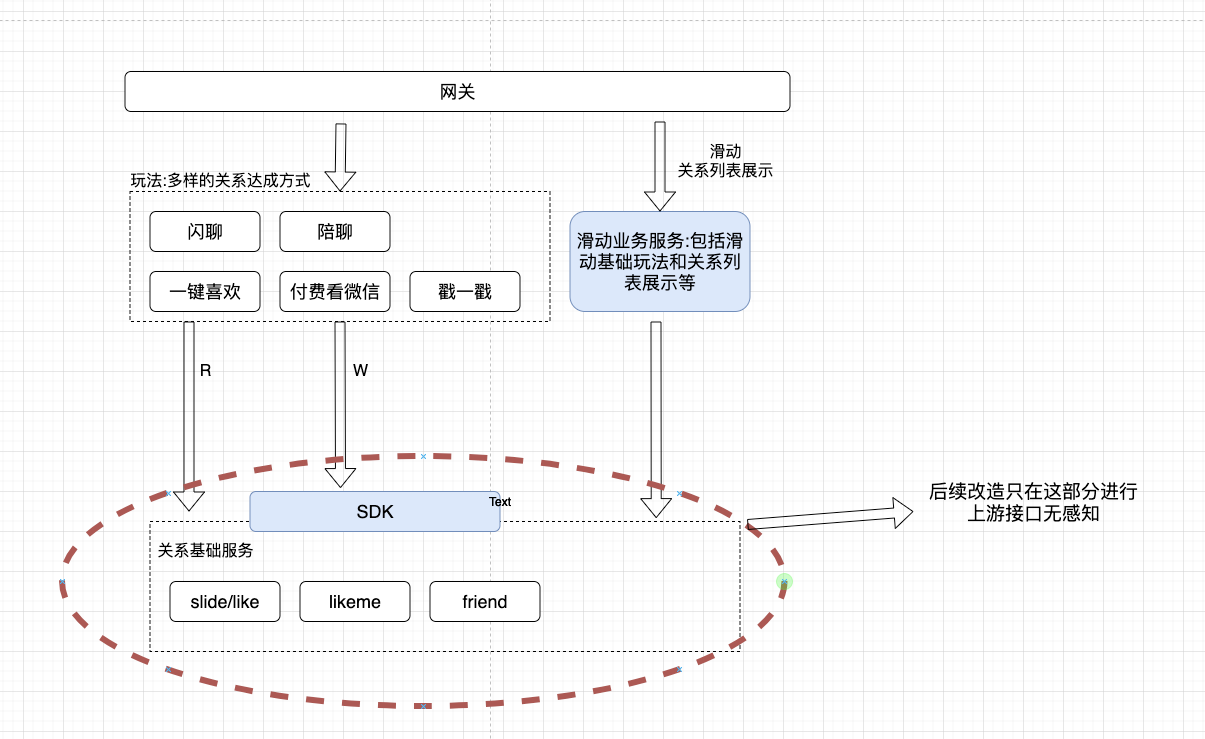 网关
滑动
关系列表展示
玩法:多样的关系达成方式
闪聊
陪聊
一键喜欢
付费看微信
戳一戳
滑动业务服务:包括滑
动基础玩法和关系列
表展示等
R
W
SDK
Text
后续改造只在这部分进行
上游接口无感知
关系基础服务
slide/like
likeme
friend